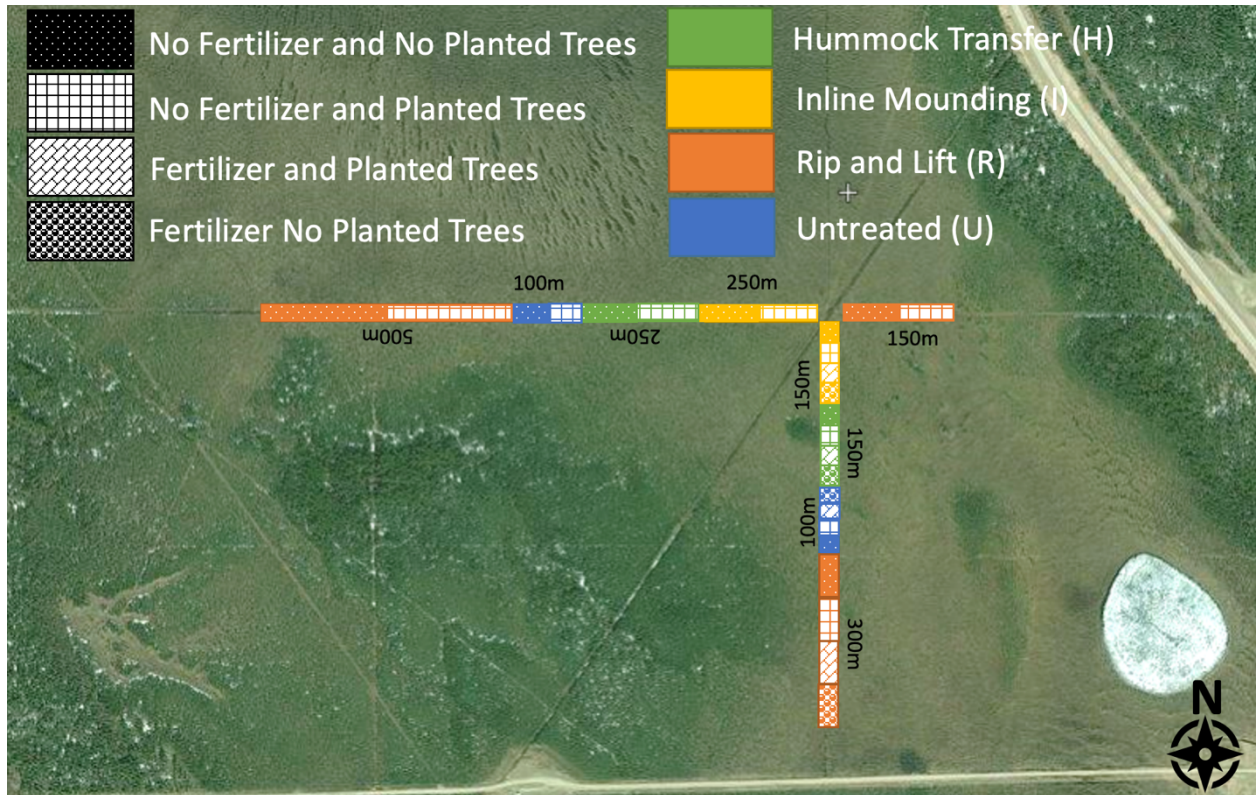 No Fertilizer and No Planted Trees
No Fertilizer and Planted Trees
Fertilizer and Planted Trees
Fertilizer No Planted Trees
Hummock Transfer (H)
Inline Mounding (I)
Rip and Lift (R)
Untreated (U)
100m
250m
500m
250m
150m
150m
150m
100m
300m
N